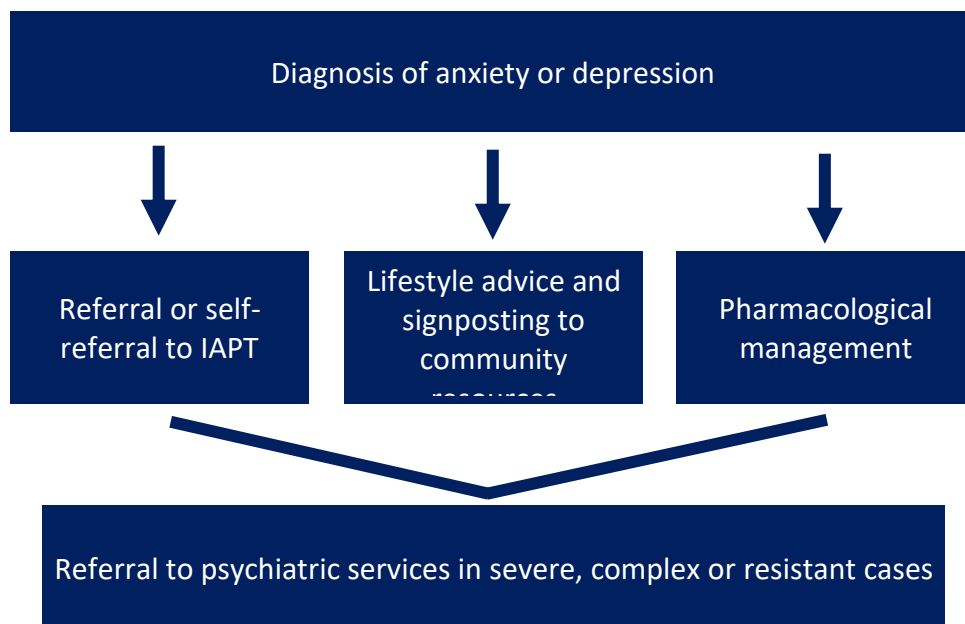 Diagnosis of anxiety or depression
Referral or self-
referral to IAPT
Lifestyle advice and
signposting to
community
resources
Pharmacological
management
Referral to psychiatric services in severe, complex or resistant cases